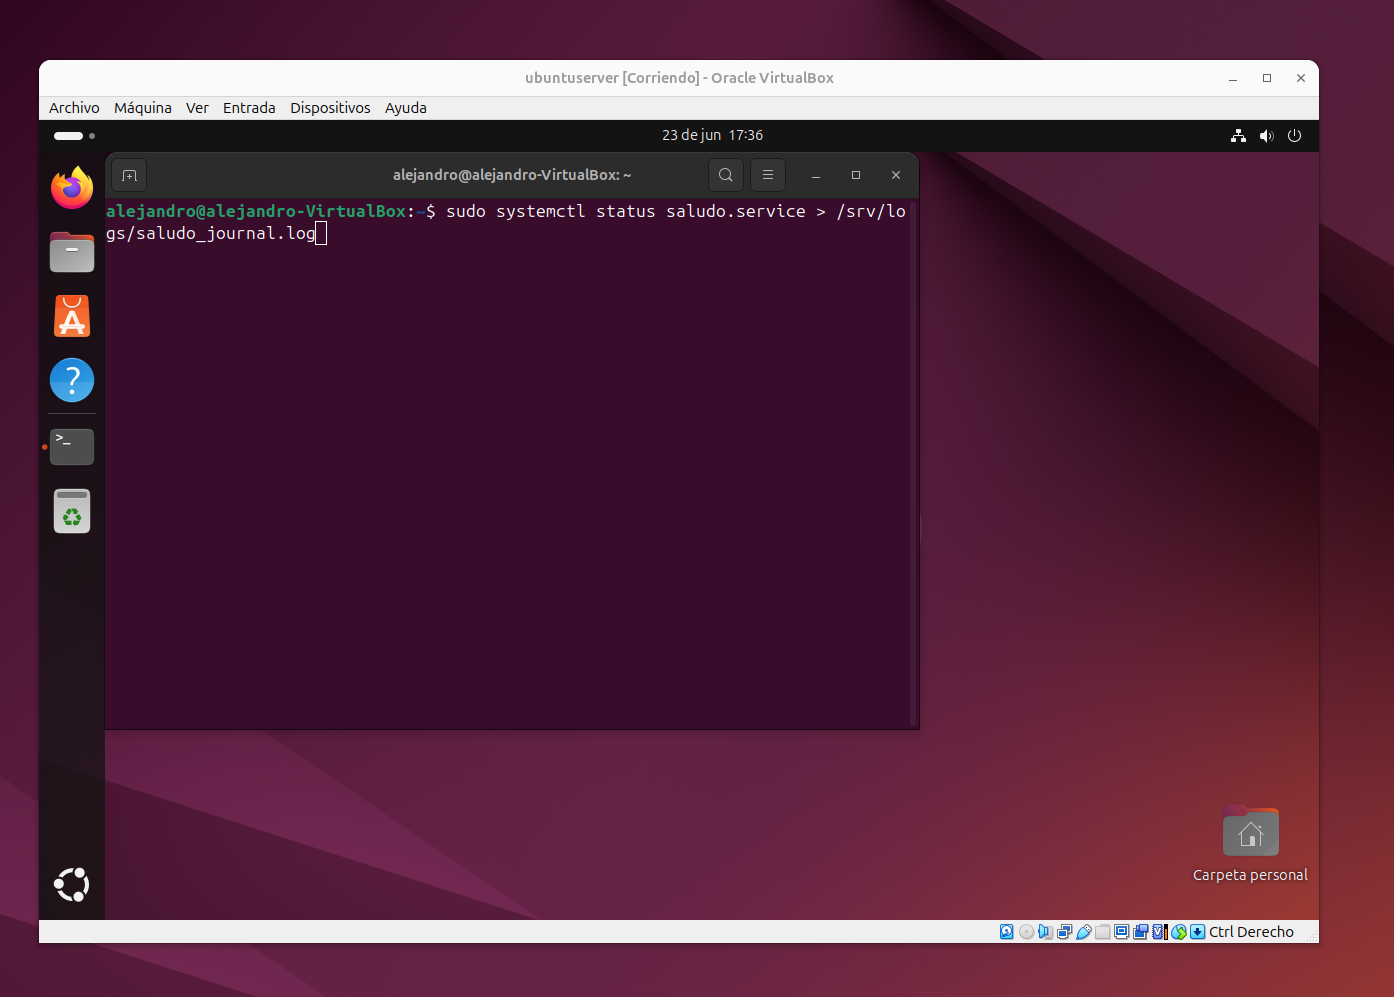 ubuntuserver [Corriendo] - Oracle VirtualBox
Archivo Máquina Ver Entrada Dispositivos Ayuda
23 de jun 17:36
alejandro@alejandro-VirtualBox: ~
alejandro@alejandro-VirtualBox:~$ sudo systemctl status saludo.service > /srv/lo
gs/saludo_journal.log
Carpeta personal
Ctrl Derecho